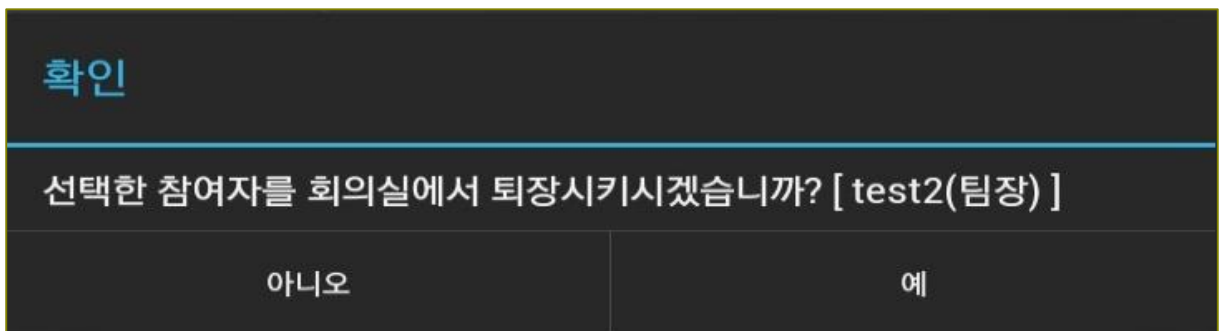 확인
선택한 참여자를 회의실에서 퇴장시키시겠습니까? [ test2(팀장) ]
아니오 예